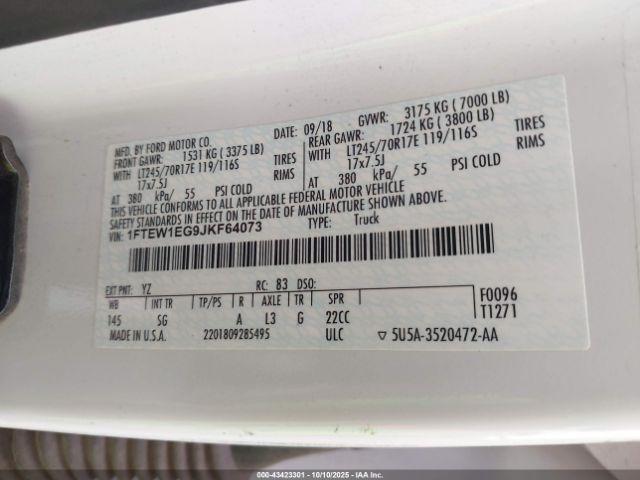 MFD. BY FORD MOTOR CO.
DATE: 09/18 GVWR: 3175 KG ( 7000 LB)
FRONT GAWR: 1531 KG ( 3375 LB) REAR GAWR: 1724 KG ( 3800 LB)
WITH LT245/70R17E 119/116S TIRES WITH LT245/70R17E 119/116S TIRES
17x7.5J RIMS 17x7.5J RIMS
AT 380 kPa/ 55 PSI COLD AT 380 kPa/ 55 PSI COLD
THIS VEHICLE CONFORMS TO ALL APPLICABLE FEDERAL MOTOR VEHICLE
SAFETY STANDARDS IN EFFECT ON THE DATE OF MANUFACTURE SHOWN ABOVE.
VIN: 1FTEW1EG9JKF64073 TYPE: Truck
EXT PNT: YZ RC: 83 DSO:
WB INT TR TP/PS R AXLE TR SPR F0096
145 SG A L3 G 22CC T1271
MADE IN U.S.A. 2201809285495 ULC ▽ 5U5A-3520472-AA
000-43423301 - 10/10/2025 - IAA Inc.